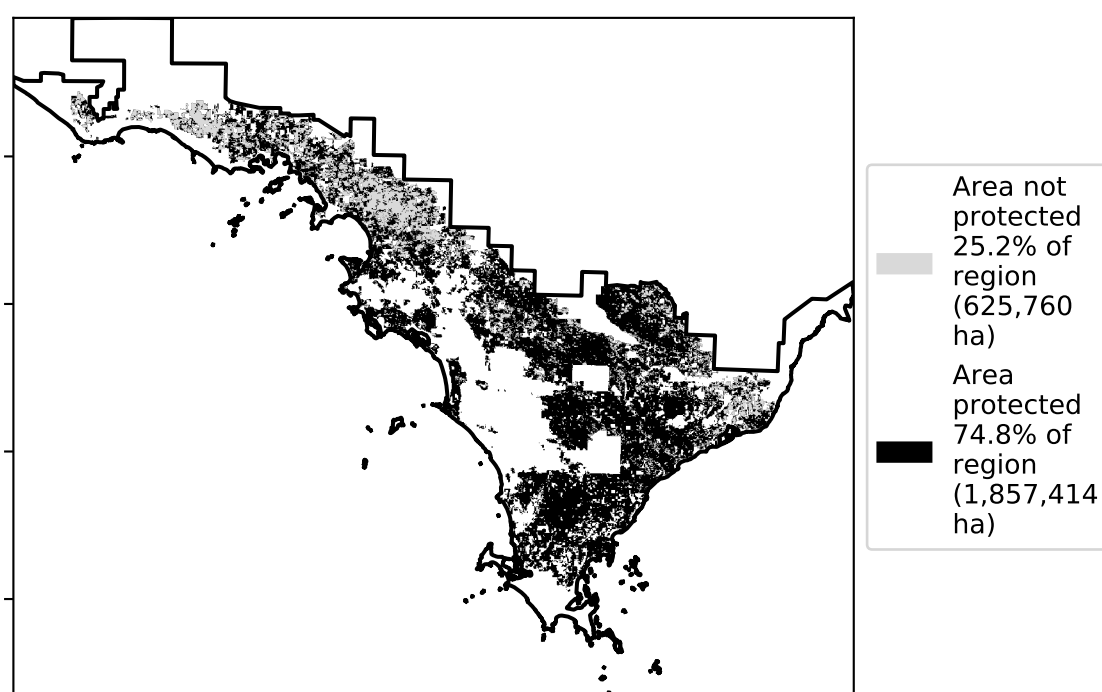 Area not
protected
25.2% of
region
(625,760
ha)
Area
protected
74.8% of
region
(1,857,414
ha)